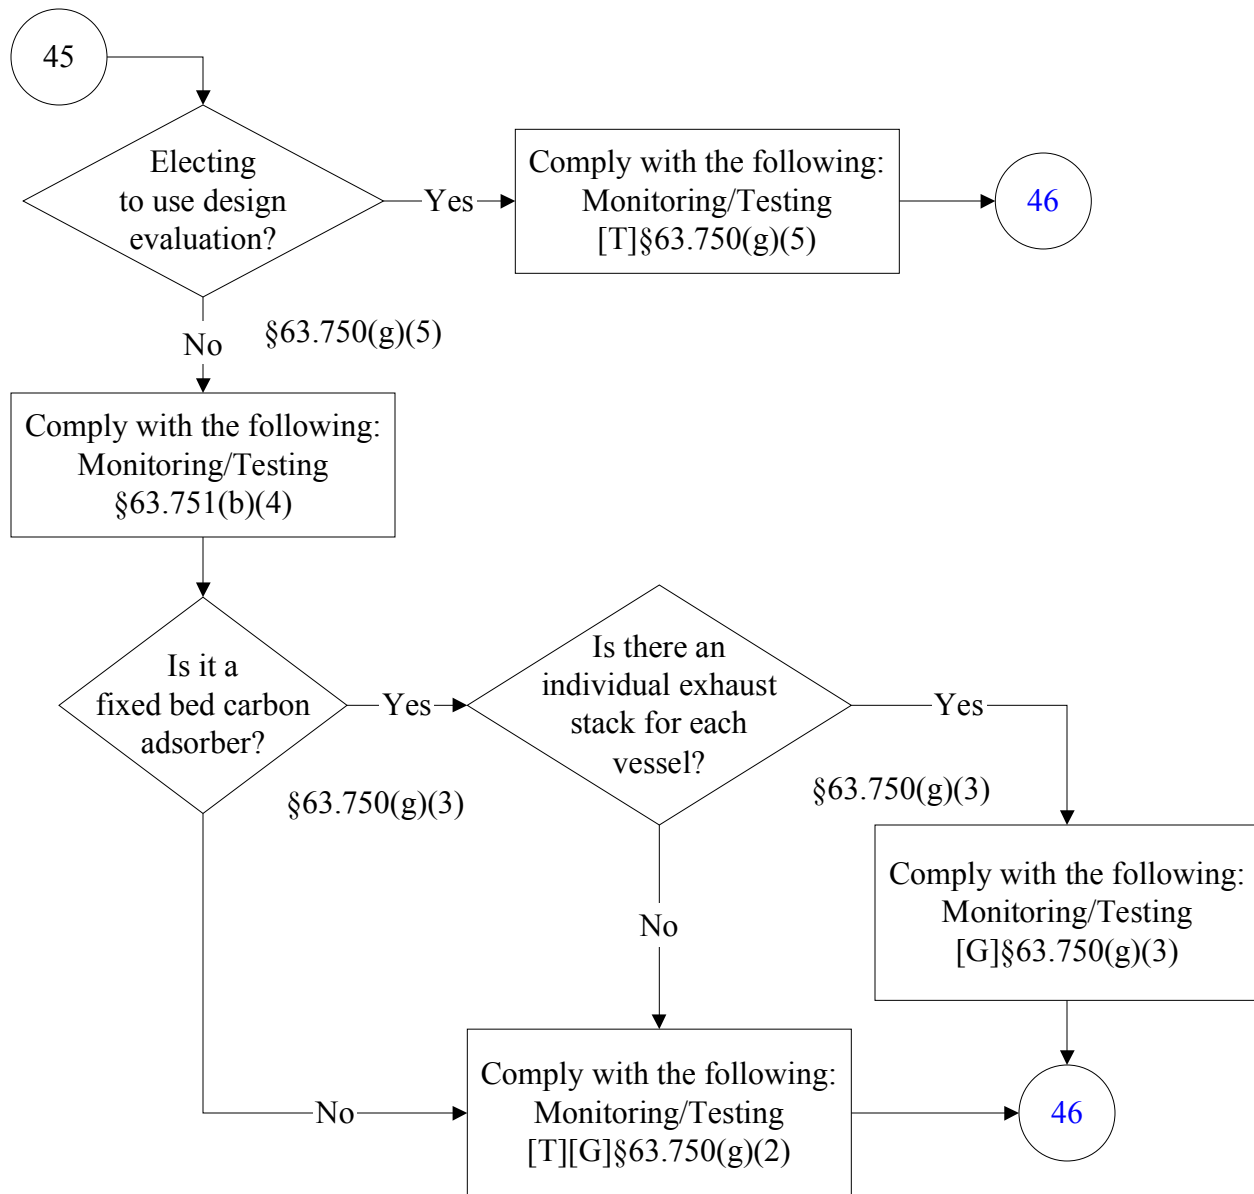 45
Electing
to use design
evaluation?
Yes
Comply with the following:
Monitoring/Testing
[T]§63.750(g)(5)
46
No
§63.750(g)(5)
Comply with the following:
Monitoring/Testing
§63.751(b)(4)
Is it a
fixed bed carbon
adsorber?
Yes
§63.750(g)(3)
Is there an
individual exhaust
stack for each
vessel?
Yes
§63.750(g)(3)
Comply with the following:
Monitoring/Testing
[G]§63.750(g)(3)
No
No
Comply with the following:
Monitoring/Testing
[T][G]§63.750(g)(2)
46